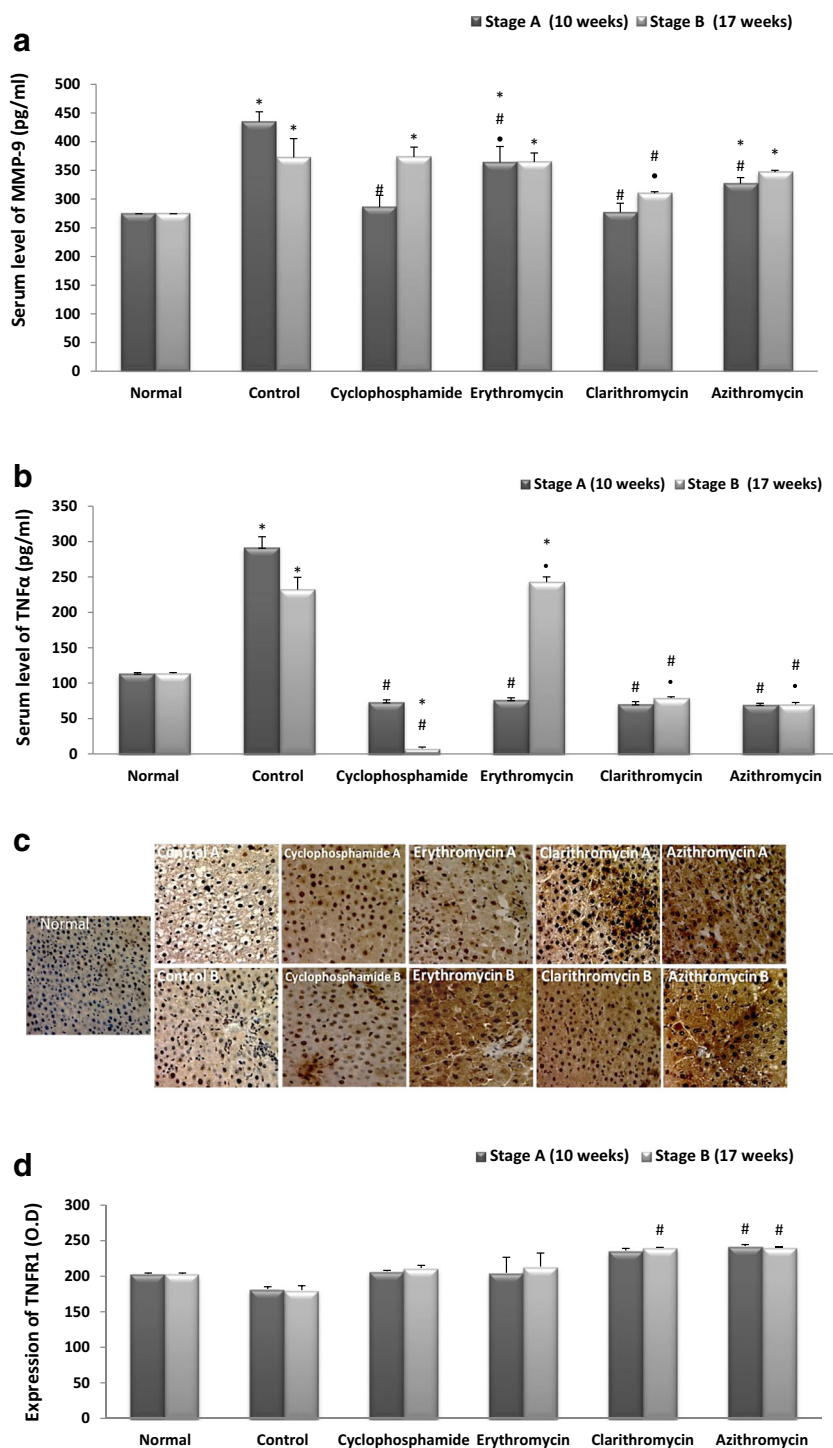 a
Stage A (10 weeks) Stage B (17 weeks)
Serum level of MMP-9 (pg/ml)
500
450
400
350
300
250
200
150
100
50
0
* * # * * # • * # # • * # *
Normal Control Cyclophosphamide Erythromycin Clarithromycin Azithromycin
b
Stage A (10 weeks) Stage B (17 weeks)
Serum level of TNFα (pg/ml)
350
300
250
200
150
100
50
0
* * # * # # * • # # • # # •
Normal Control Cyclophosphamide Erythromycin Clarithromycin Azithromycin
c
Normal
Control A Cyclophosphamide A Erythromycin A Clarithromycin A Azithromycin A
Control B Cyclophosphamide B Erythromycin B Clarithromycin B Azithromycin B
d
Stage A (10 weeks) Stage B (17 weeks)
Expression of TNFR1 (O.D)
300
250
200
150
100
50
0
# # #
Normal Control Cyclophosphamide Erythromycin Clarithromycin Azithromycin